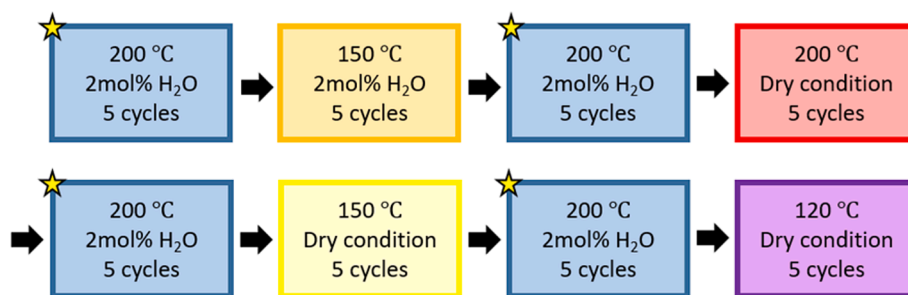 200 ℃
2mol% H₂O
5 cycles
150 ℃
2mol% H₂O
5 cycles
200 ℃
2mol% H₂O
5 cycles
200 ℃
Dry condition
5 cycles
200 ℃
2mol% H₂O
5 cycles
150 ℃
Dry condition
5 cycles
200 ℃
2mol% H₂O
5 cycles
120 ℃
Dry condition
5 cycles